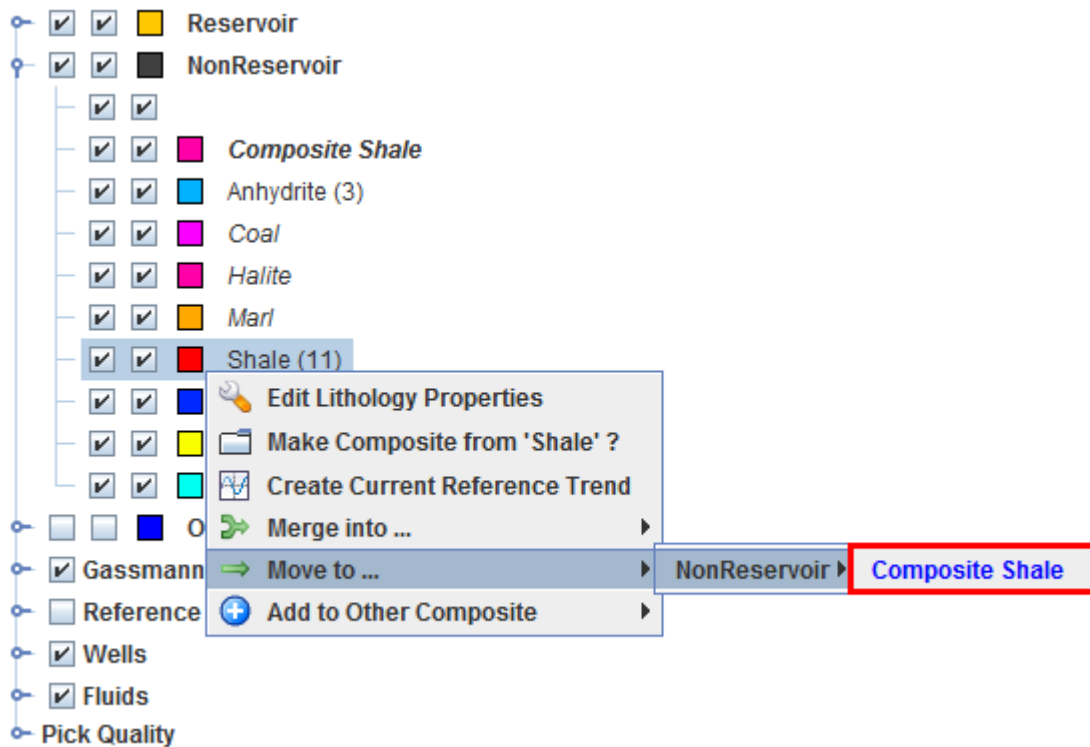 Reservoir
NonReservoir
Composite Shale
Anhydrite (3)
Coal
Halite
Marl
Shale (11)
Edit Lithology Properties
Make Composite from 'Shale' ?
Create Current Reference Trend
O Merge into ...
Gassmann Move to ... NonReservoir Composite Shale
Reference Add to Other Composite
Wells
Fluids
Pick Quality